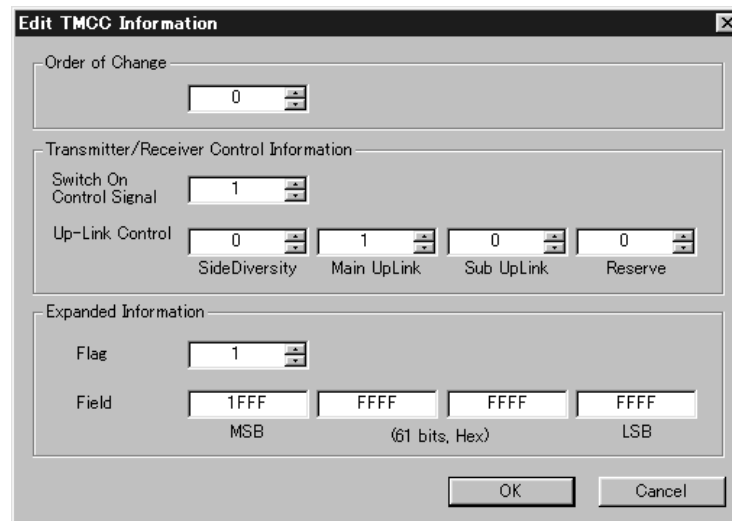 Edit TMCC Information
Order of Change
0
Transmitter/Receiver Control Information
Switch On
Control Signal
1
Up-Link Control
0 1 0 0
SideDiversity Main UpLink Sub UpLink Reserve
Expanded Information
Flag 1
Field 1FFF FFFF FFFF FFFF
MSB (61 bits, Hex) LSB
OK Cancel